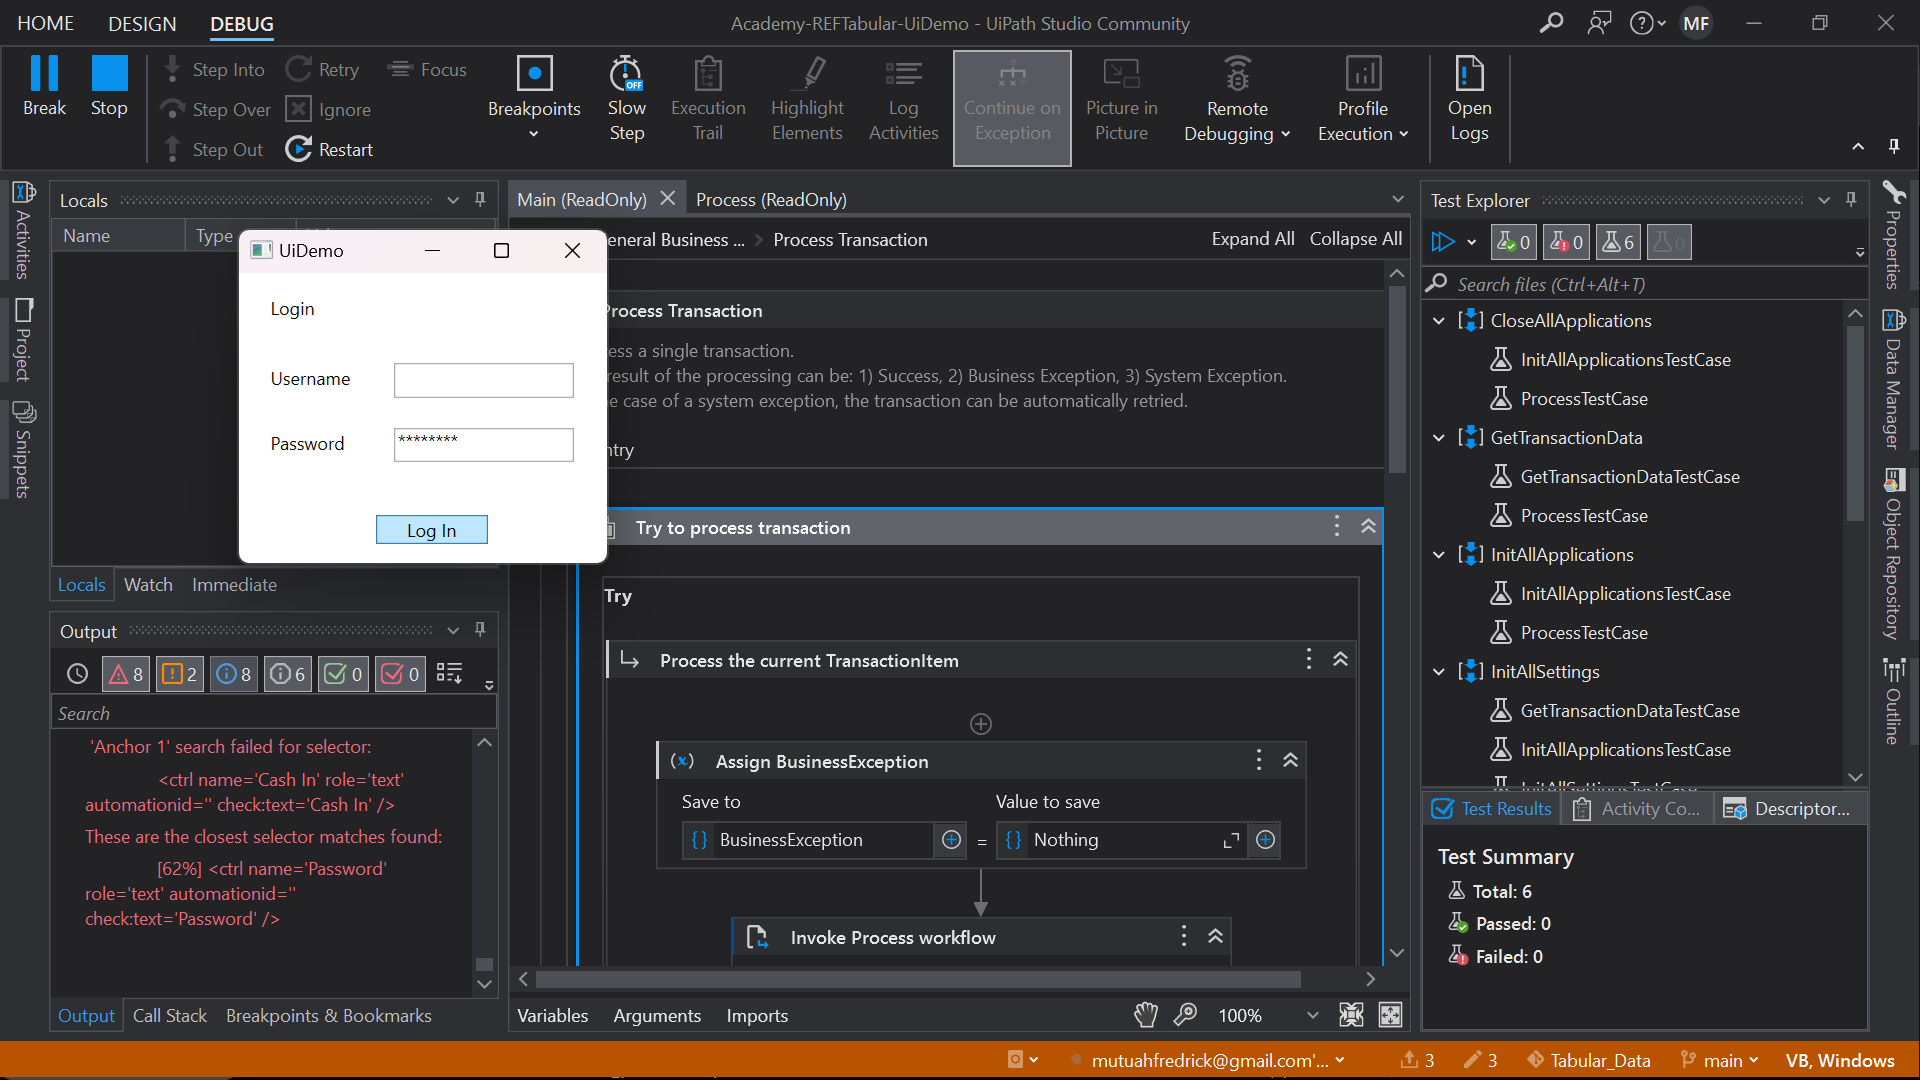 HOME DESIGN DEBUG
Academy-REFTabular-UiDemo - UiPath Studio Community
MF
Break
Stop
Step Into
Step Over
Step Out
Retry
Ignore
Restart
Focus
Breakpoints
Slow Step
OFF
Execution Trail
Highlight Elements
Log Activities
Continue on Exception
Picture in Picture
Remote Debugging
Profile Execution
Open Logs
Activities
Project
Snippets
Locals
Name Type
UiDemo
Login
Username
Password ********
Log In
Locals Watch Immediate
Output
8 2 8 6 0 0
Search
'Anchor 1' search failed for selector:
<ctrl name='Cash In' role='text'
automationid='' check:text='Cash In' />
These are the closest selector matches found:
[62%] <ctrl name='Password'
role='text' automationid=''
check:text='Password' />
Output Call Stack Breakpoints & Bookmarks
Main (ReadOnly) Process (ReadOnly)
eneral Business ... > Process Transaction
Expand All Collapse All
Process Transaction
ess a single transaction.
result of the processing can be: 1) Success, 2) Business Exception, 3) System Exception.
e case of a system exception, the transaction can be automatically retried.
ntry
Try to process transaction
Try
Process the current TransactionItem
Assign BusinessException
Save to Value to save
BusinessException = Nothing
Invoke Process workflow
Variables Arguments Imports
100%
Test Explorer
0 0 6 0
Search files (Ctrl+Alt+T)
CloseAllApplications
InitAllApplicationsTestCase
ProcessTestCase
GetTransactionData
GetTransactionDataTestCase
ProcessTestCase
InitAllApplications
InitAllApplicationsTestCase
ProcessTestCase
InitAllSettings
GetTransactionDataTestCase
InitAllApplicationsTestCase
InitAllSettingsTestCase
Test Results Activity Co... Descriptor...
Test Summary
Total: 6
Passed: 0
Failed: 0
Properties
Data Manager
Object Repository
Outline
mutuahfredrick@gmail.com'...
3 3 Tabular_Data main VB, Windows